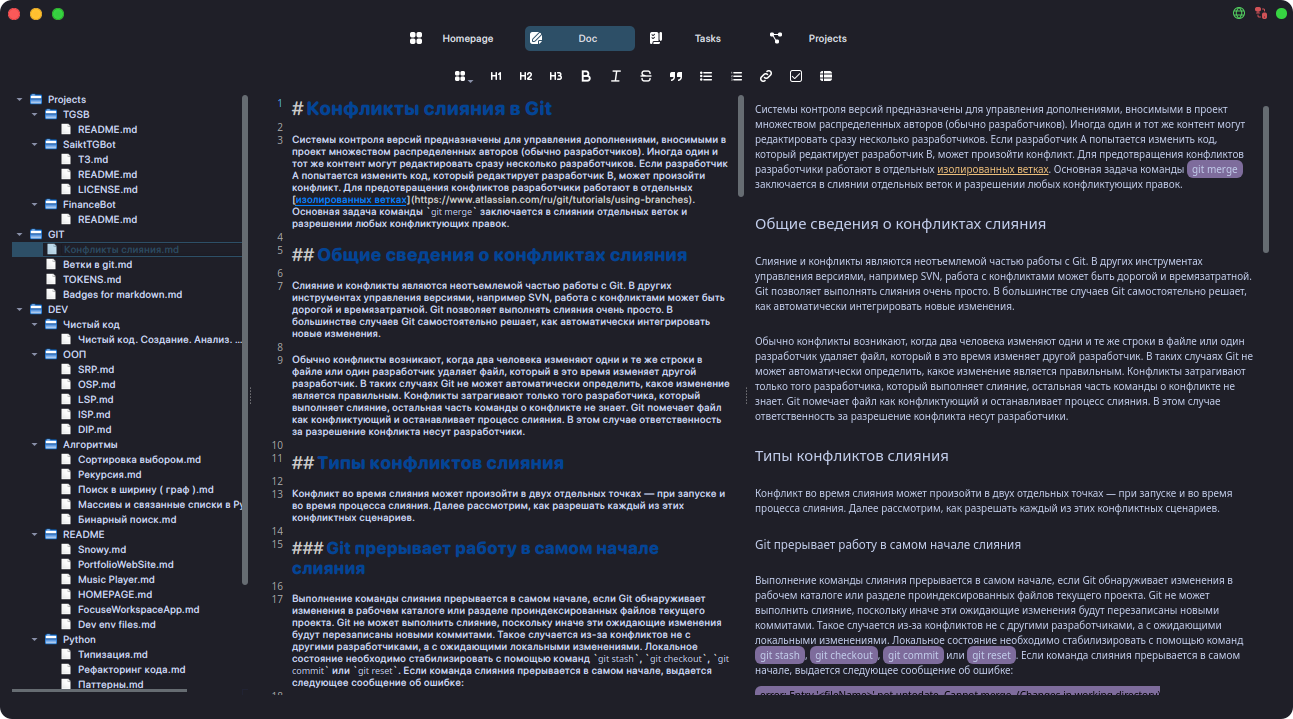 Homepage
Doc
Tasks
Projects
H1
H2
H3
B
I
S
Projects
TGSB
README.md
SaiktTGBot
ТЗ.md
README.md
LICENSE.md
FinanceBot
README.md
GIT
Конфликты слияния.md
Ветки в git.md
TOKENS.md
Badges for markdown.md
DEV
Чистый код
Чистый код. Создание. Анализ. ...
ООП
SRP.md
OSP.md
LSP.md
ISP.md
DIP.md
Алгоритмы
Сортировка выбором.md
Рекурсия.md
Поиск в ширину ( граф ).md
Массивы и связанные списки в Py
Бинарный поиск.md
README
Snowy.md
PortfolioWebSite.md
Music Player.md
HOMEPAGE.md
FocuseWorkspaceApp.md
Dev env files.md
Python
Типизация.md
Рефакторинг кода.md
Паттерны.md
1 # Конфликты слияния в Git
2
3 Системы контроля версий предназначены для управления дополнениями, вносимыми в
проект множеством распределенных авторов (обычно разработчиков). Иногда один и
тот же контент могут редактировать сразу несколько разработчиков. Если разработчик
A попытается изменить код, который редактирует разработчик B, может произойти
конфликт. Для предотвращения конфликтов разработчики работают в отдельных
[изолированных ветках](https://www.atlassian.com/ru/git/tutorials/using-branches).
Основная задача команды `git merge` заключается в слиянии отдельных веток и
разрешении любых конфликтующих правок.
4
5 ## Общие сведения о конфликтах слияния
6
7 Слияние и конфликты являются неотъемлемой частью работы с Git. В других
инструментах управления версиями, например SVN, работа с конфликтами может быть
дорогой и времязатратной. Git позволяет выполнять слияния очень просто. В
большинстве случаев Git самостоятельно решает, как автоматически интегрировать
новые изменения.
8
9 Обычно конфликты возникают, когда два человека изменяют одни и те же строки в
файле или один разработчик удаляет файл, который в это время изменяет другой
разработчик. В таких случаях Git не может автоматически определить, какое изменение
является правильным. Конфликты затрагивают только того разработчика, который
выполняет слияние, остальная часть команды о конфликте не знает. Git помечает файл
как конфликтующий и останавливает процесс слияния. В этом случае ответственность
за разрешение конфликта несут разработчики.
10
11 ## Типы конфликтов слияния
12
13 Конфликт во время слияния может произойти в двух отдельных точках — при запуске и
во время процесса слияния. Далее рассмотрим, как разрешать каждый из этих
конфликтных сценариев.
14
15 ### Git прерывает работу в самом начале
слияния
16
17 Выполнение команды слияния прерывается в самом начале, если Git обнаруживает
изменения в рабочем каталоге или разделе проиндексированных файлов текущего
проекта. Git не может выполнить слияние, поскольку иначе эти ожидающие изменения
будут перезаписаны новыми коммитами. Такое случается из-за конфликтов не с
другими разработчиками, а с ожидающими локальными изменениями. Локальное
состояние необходимо стабилизировать с помощью команд `git stash`, `git checkout`, `git
commit` или `git reset`. Если команда слияния прерывается в самом начале, выдается
следующее сообщение об ошибке:
18
Системы контроля версий предназначены для управления дополнениями, вносимыми в проект
множеством распределенных авторов (обычно разработчиков). Иногда один и тот же контент могут
редактировать сразу несколько разработчиков. Если разработчик A попытается изменить код,
который редактирует разработчик B, может произойти конфликт. Для предотвращения конфликтов
разработчики работают в отдельных изолированных ветках. Основная задача команды git merge
заключается в слиянии отдельных веток и разрешении любых конфликтующих правок.
Общие сведения о конфликтах слияния
Слияние и конфликты являются неотъемлемой частью работы с Git. В других инструментах
управления версиями, например SVN, работа с конфликтами может быть дорогой и времязатратной.
Git позволяет выполнять слияния очень просто. В большинстве случаев Git самостоятельно решает,
как автоматически интегрировать новые изменения.
Обычно конфликты возникают, когда два человека изменяют одни и те же строки в файле или один
разработчик удаляет файл, который в это время изменяет другой разработчик. В таких случаях Git не
может автоматически определить, какое изменение является правильным. Конфликты затрагивают
только того разработчика, который выполняет слияние, остальная часть команды о конфликте не
знает. Git помечает файл как конфликтующий и останавливает процесс слияния. В этом случае
ответственность за разрешение конфликта несут разработчики.
Типы конфликтов слияния
Конфликт во время слияния может произойти в двух отдельных точках — при запуске и во время
процесса слияния. Далее рассмотрим, как разрешать каждый из этих конфликтных сценариев.
Git прерывает работу в самом начале слияния
Выполнение команды слияния прерывается в самом начале, если Git обнаруживает изменения в
рабочем каталоге или разделе проиндексированных файлов текущего проекта. Git не может
выполнить слияние, поскольку иначе эти ожидающие изменения будут перезаписаны новыми
коммитами. Такое случается из-за конфликтов не с другими разработчиками, а с ожидающими
локальными изменениями. Локальное состояние необходимо стабилизировать с помощью команд
git stash, git checkout, git commit или git reset. Если команда слияния прерывается в самом
начале, выдается следующее сообщение об ошибке:
error: Entry '<fileName>' not uptodate. Cannot merge. (Changes in working directory)